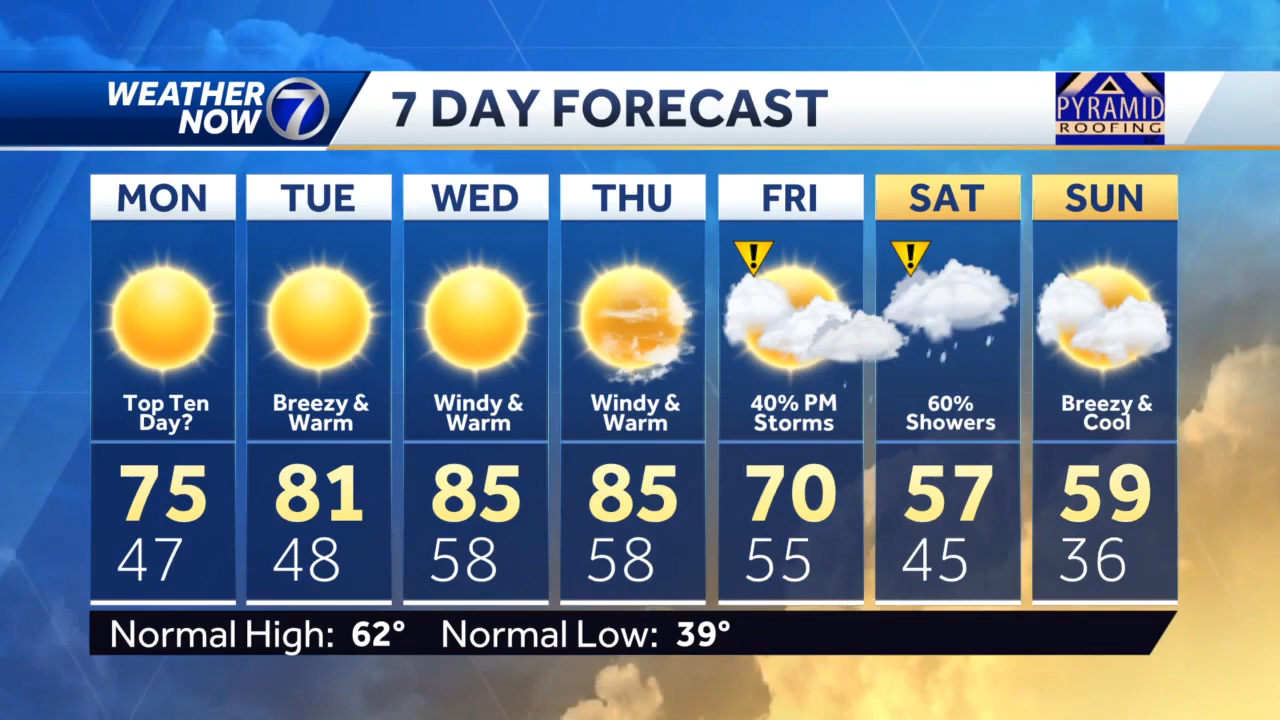 WEATHER
NOW 7
7 DAY FORECAST
PYRAMID
ROOFING
MON TUE WED THU FRI SAT SUN
! !
Top Ten Breezy & Windy & Windy & 40% PM 60% Breezy &
Day? Warm Warm Warm Storms Showers Cool
75 81 85 85 70 57 59
47 48 58 58 55 45 36
Normal High: 62° Normal Low: 39°